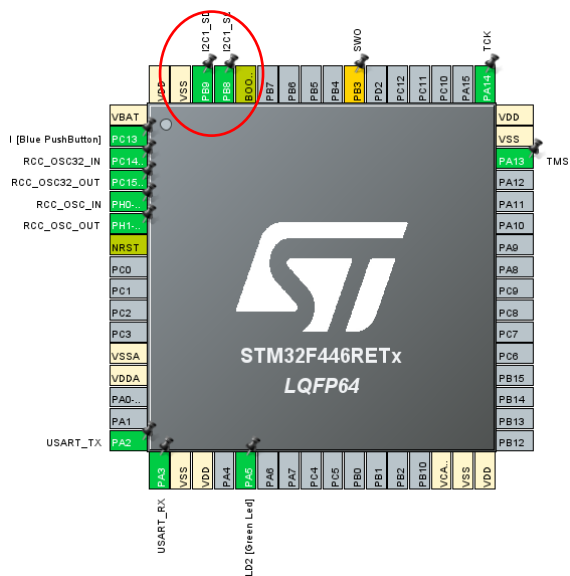 I2C1_SD
I2C1_S
SWO
TCK
VDD
VSS
PB9
PB8
BOO..
PB7
PB6
PB5
PB4
PB3
PD2
PC12
PC11
PC10
PA15
PA14
VBAT
I [Blue PushButton]
PC13
RCC_OSC32_IN
PC14..
RCC_OSC32_OUT
PC15..
RCC_OSC_IN
PH0-..
RCC_OSC_OUT
PH1-..
NRST
PC0
PC1
PC2
PC3
VSSA
VDDA
PA0-..
PA1
USART_TX
PA2
VDD
VSS
PA13
TMS
PA12
PA11
PA10
PA9
PA8
PC9
PC8
PC7
PC6
PB15
PB14
PB13
PB12
ST
STM32F446RETx
LQFP64
PA3
VSS
VDD
PA4
PA5
PA6
PA7
PC4
PC5
PB0
PB1
PB2
PB10
VCA..
VSS
VDD
USART_RX
LD2 [Green Led]